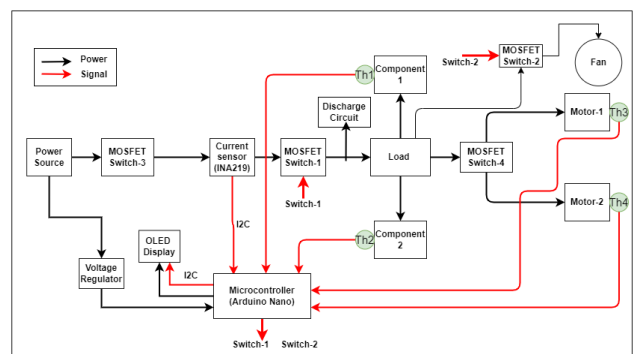 Power
Signal
Switch-2
MOSFET
Switch-2
Fan
Th1
Component
1
Discharge
Circuit
Motor-1
Th3
Power
Source
MOSFET
Switch-3
Current
sensor
(INA219)
MOSFET
Switch-1
Load
MOSFET
Switch-4
Switch-1
I2C
OLED
Display
Th2
Component
2
Motor-2
Th4
Voltage
Regulator
I2C
Microcontroller
(Arduino Nano)
Switch-1 Switch-2